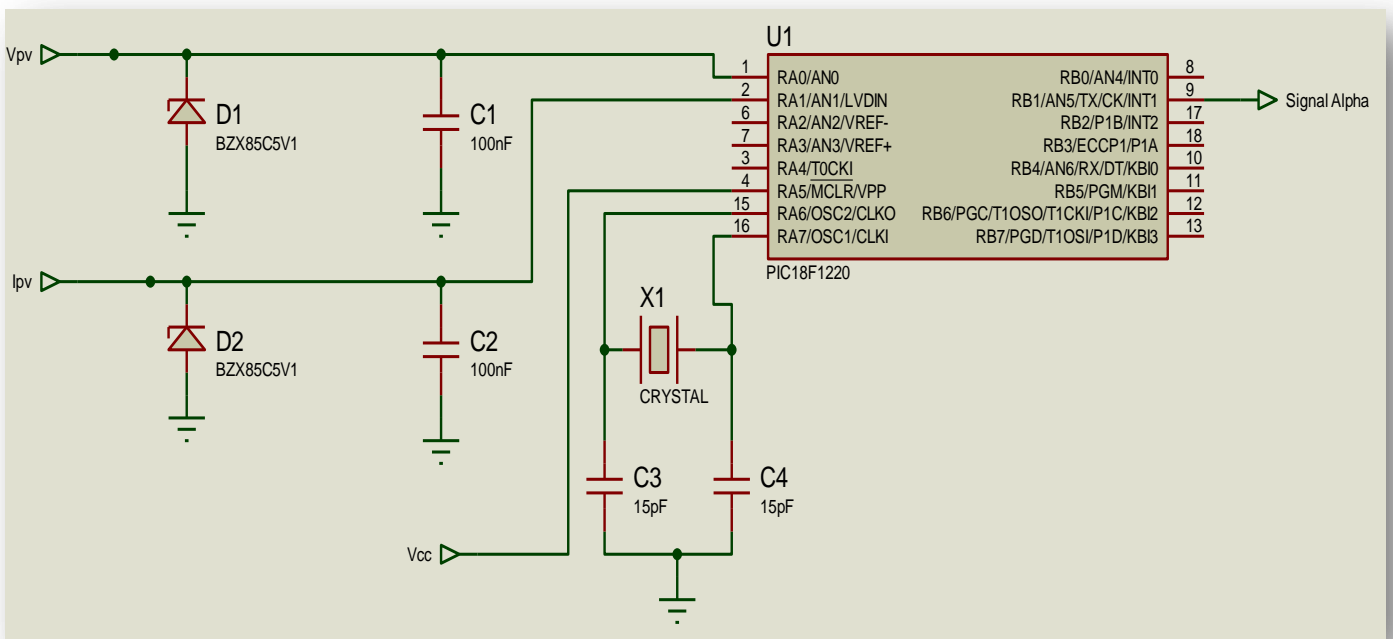 Vpv
D1
BZX85C5V1
C1
100nF
Ipv
D2
BZX85C5V1
C2
100nF
Vcc
X1
CRYSTAL
C3
15pF
C4
15pF
U1
1 RA0/AN0 RB0/AN4/INT0 8
2 RA1/AN1/LVDIN RB1/AN5/TX/CK/INT1 9
6 RA2/AN2/VREF- RB2/P1B/INT2 17
7 RA3/AN3/VREF+ RB3/ECCP1/P1A 18
3 RA4/T0CKI RB4/AN6/RX/DT/KBI0 10
4 RA5/MCLR/VPP RB5/PGM/KBI1 11
15 RA6/OSC2/CLKO RB6/PGC/T1OSO/T1CKI/P1C/KBI2 12
16 RA7/OSC1/CLKI RB7/PGD/T1OSI/P1D/KBI3 13
PIC18F1220
Signal Alpha